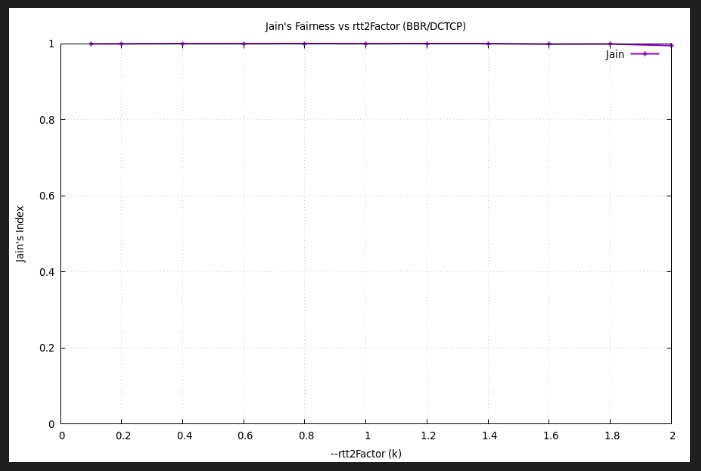 Jain's Fairness vs rtt2Factor (BBR/DCTCP)
1
Jain
0.8
0.6
Jain's Index
0.4
0.2
0
0 0.2 0.4 0.6 0.8 1 1.2 1.4 1.6 1.8 2
--rtt2Factor (k)